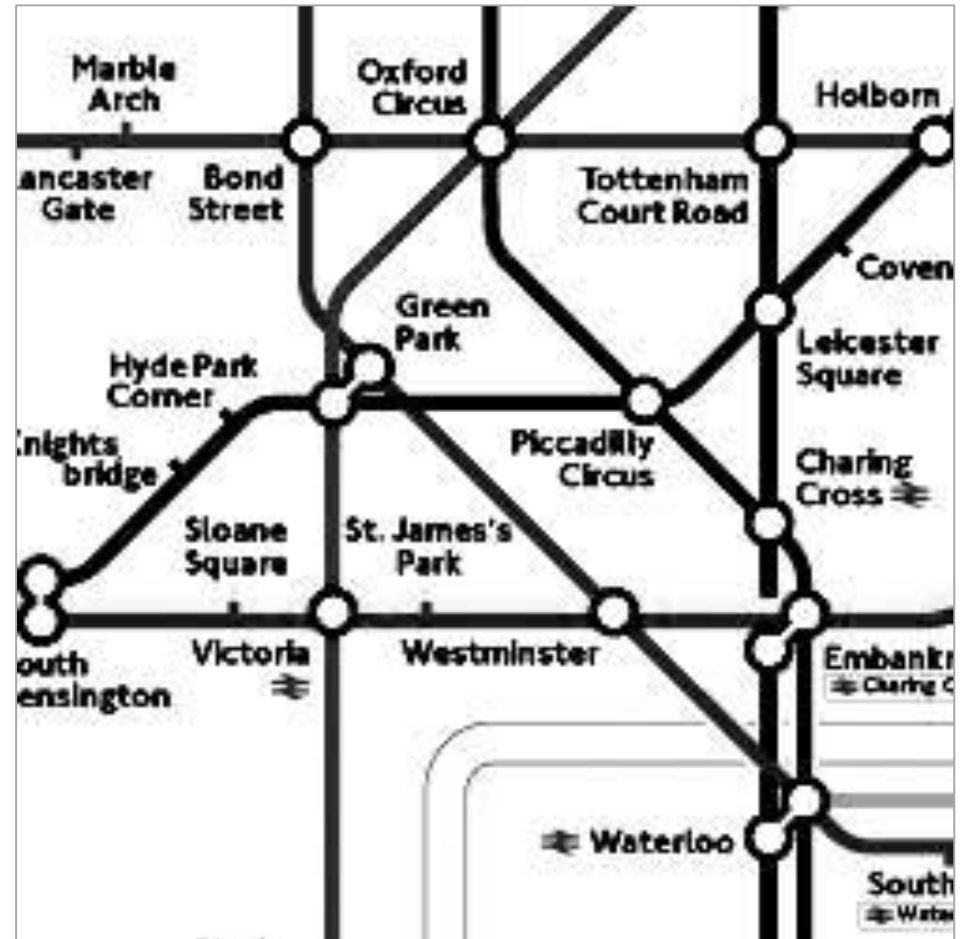 Marble
Arch
Oxford
Circus
Holborn
ancaster
Gate
Bond
Street
Tottenham
Court Road
Coven
Green
Park
Leicester
Square
Hyde Park
Corner
nights
bridge
Piccadilly
Circus
Charing
Cross
Sloane
Square
St. James's
Park
outh
ensington
Victoria
Westminster
Embank
Charing C
Waterloo
South
Wate